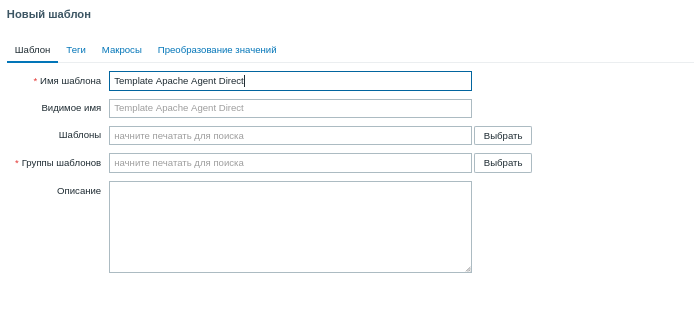 Новый шаблон
Шаблон Теги Макросы Преобразование значений
* Имя шаблона Template Apache Agent Direct
Видимое имя Template Apache Agent Direct
Шаблоны начните печатать для поиска Выбрать
* Группы шаблонов начните печатать для поиска Выбрать
Описание